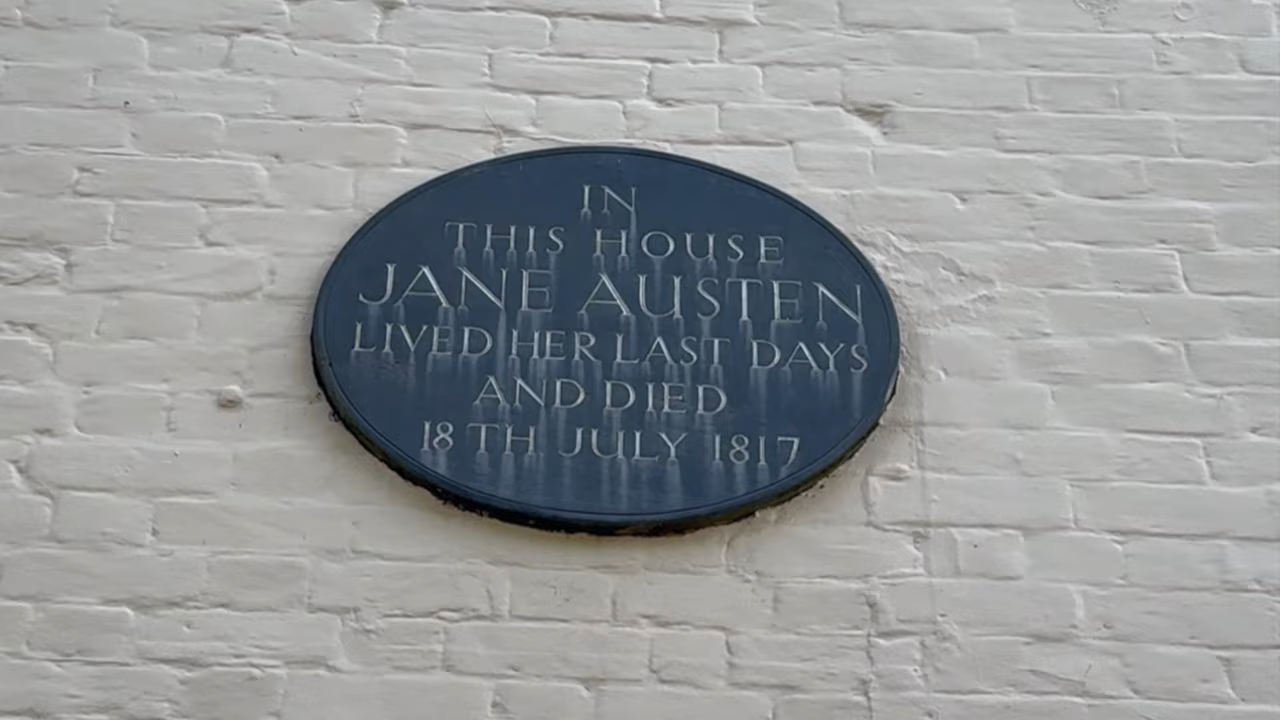 IN
THIS HOUSE
JANE AUSTEN
LIVED HER LAST DAYS
AND DIED
18TH JULY 1817